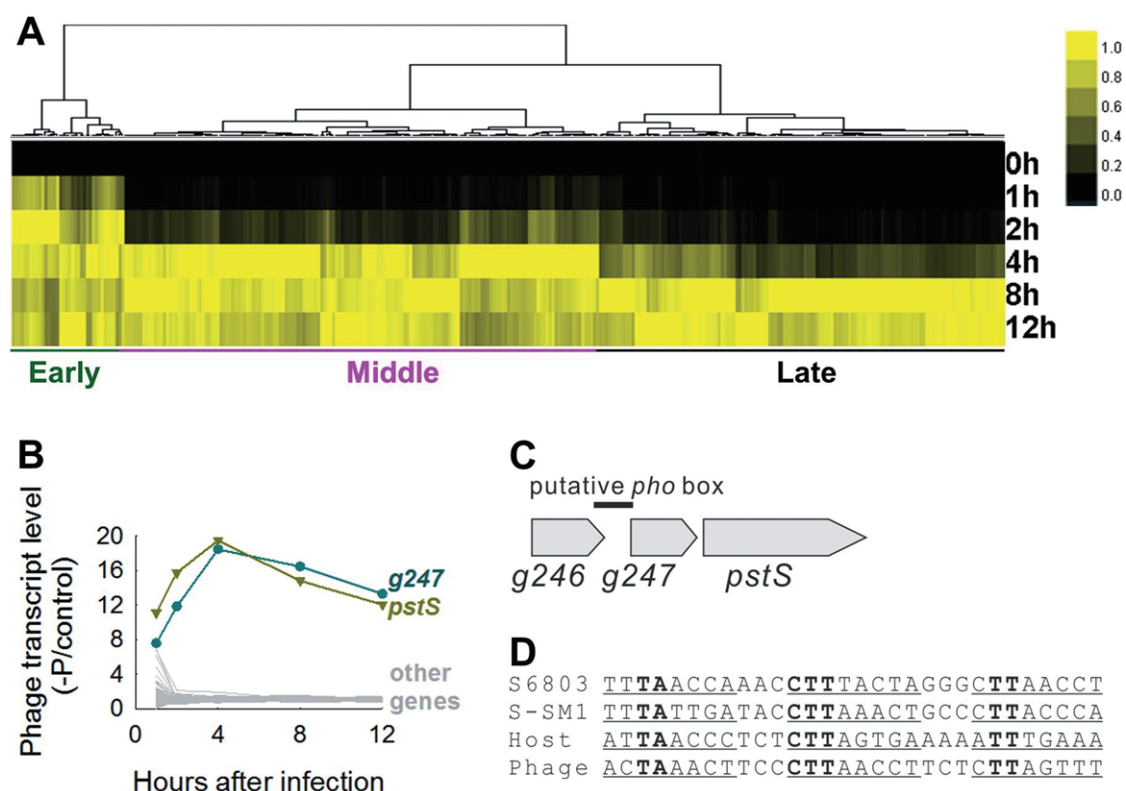 A
1.0
0.8
0.6
0.4
0.2
0.0
0h
1h
2h
4h
8h
12h
Early Middle Late
B
Phage transcript level
(-P/control)
20
16
12
8
4
0
g247
pstS
other
genes
0 4 8 12
Hours after infection
C
putative pho box
g246 g247 pstS
D
S6803 TTTAACCAAACCTTTACTAGGGCTTAACCT
S-SM1 TTTATTGATACCTTAAACTGCCCTTACCCA
Host ATTAACCCTCTCTTAGTGAAAAATTTGAAA
Phage ACTAAACTTCCCTTAACCTTCTCTTAGTTT